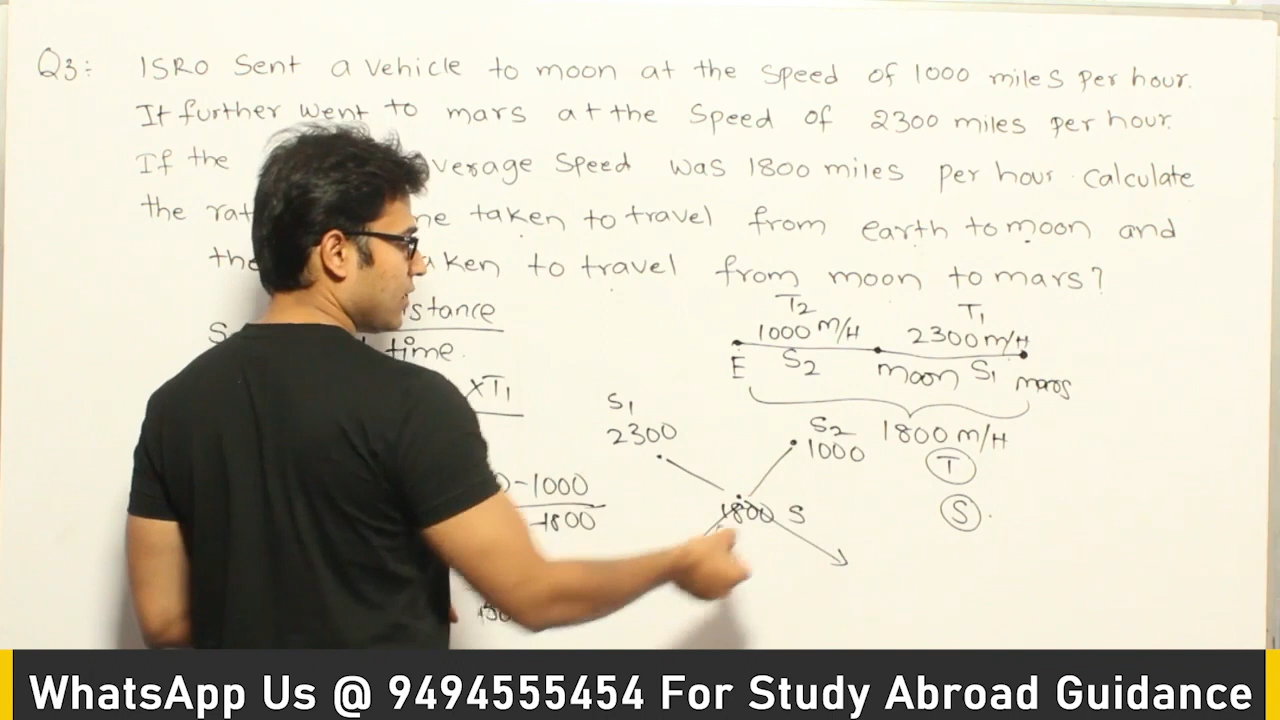 Q3: ISRO Sent a vehicle to moon at the speed of 1000 miles per hour.
It further went to mars at the speed of 2300 miles per hour.
If the verage speed was 1800 miles per hour. Calculate
the rat taken to travel from earth to moon and
the aken to travel from moon to mars?
stance
time.
T2 T1
1000 M/H 2300 M/H
E S2 moon S1 mars
×T1
S1
2300
S2
1000
1800 M/H
T
-1000
1800
1800 S
S
WhatsApp Us @ 9494555454 For Study Abroad Guidance